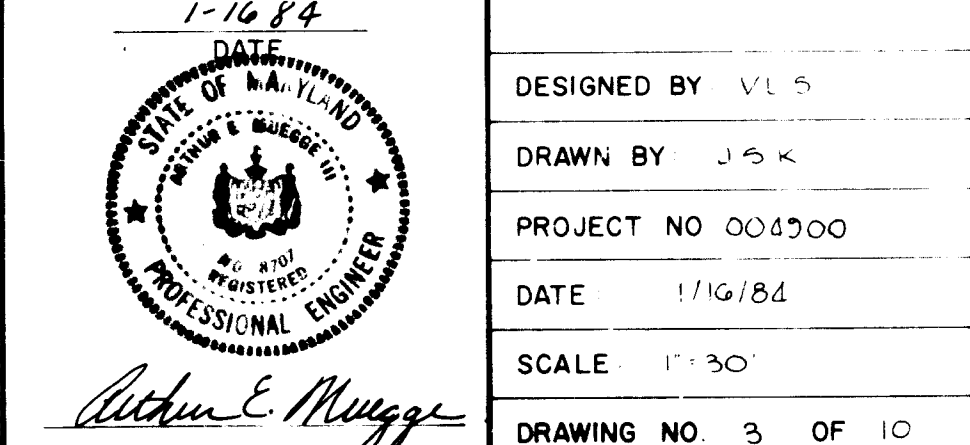 1-16 84
DATE
STATE OF MARYLAND
ARTHUR E MUEGGE III
NO 8707
REGISTERED
PROFESSIONAL ENGINEER
Arthur E. Muegge
DESIGNED BY VLS
DRAWN BY: JSK
PROJECT NO 004900
DATE 1/16/84
SCALE 1"=30'
DRAWING NO. 3 OF 10